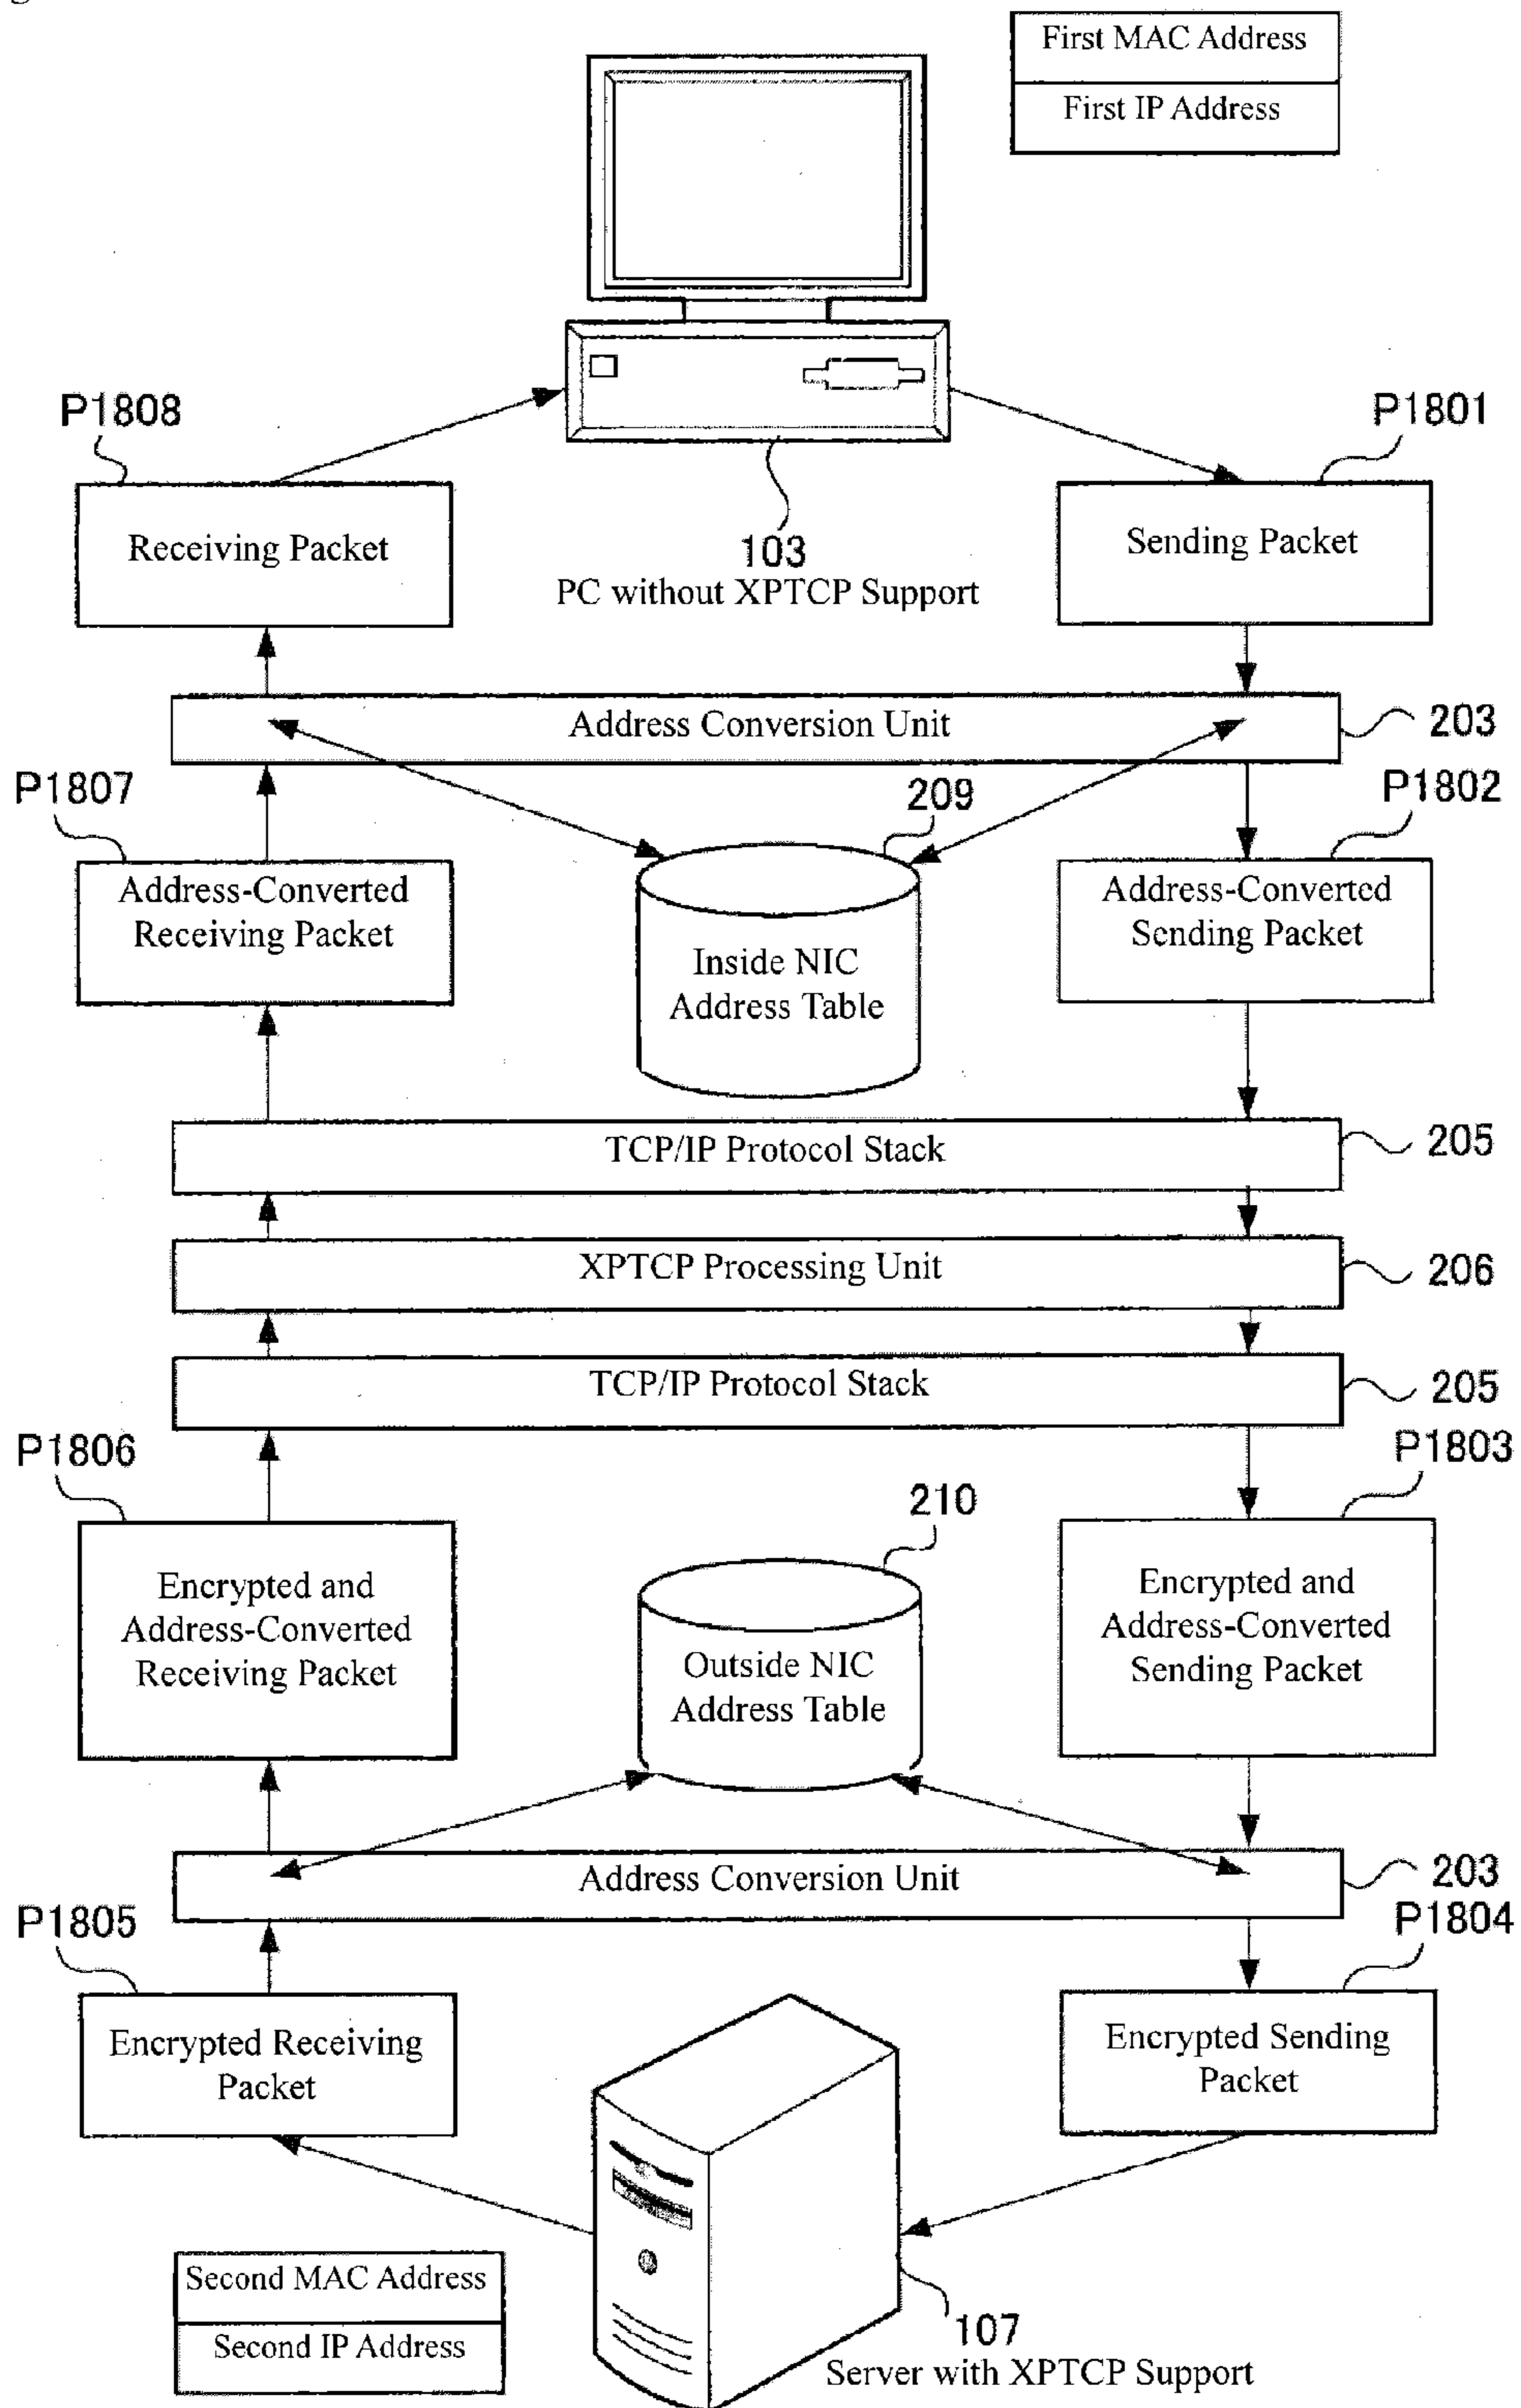 First MAC Address
First IP Address
P1808
P1801
Receiving Packet
103
PC without XPTCP Support
Sending Packet
Address Conversion Unit
203
P1807
209
P1802
Address-Converted
Receiving Packet
Inside NIC
Address Table
Address-Converted
Sending Packet
TCP/IP Protocol Stack
205
XPTCP Processing Unit
206
TCP/IP Protocol Stack
205
P1806
210
P1803
Encrypted and
Address-Converted
Receiving Packet
Outside NIC
Address Table
Encrypted and
Address-Converted
Sending Packet
Address Conversion Unit
203
P1805
P1804
Encrypted Receiving
Packet
Encrypted Sending
Packet
Second MAC Address
Second IP Address
107
Server with XPTCP Support